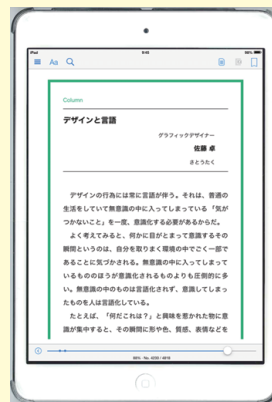 iPad
9:45
Aa
Column
デザインと言語
グラフィックデザイナー
佐藤 卓
さとうたく
デザインの行為には常に言語が伴う。それは、普通の
生活をしていて無意識の中に入ってしまっている「気が
つかないこと」を一度、意識化する必要があるからだ。
よく考えてみると、何かに目がとまって意識するその
瞬間というのは、自分を取りまく環境の中でごく一部で
あることに気づかされる。無意識の中に入ってしまって
いるもののほうが意識化されるものよりも圧倒的に多
い。無意識の中のものは言語化されず、意識してしまっ
たものを人は言語化している。
たとえば、「何だこれは？」と興味を惹かれた物に意
識が集中すると、その瞬間に形や色、質感、表情などを